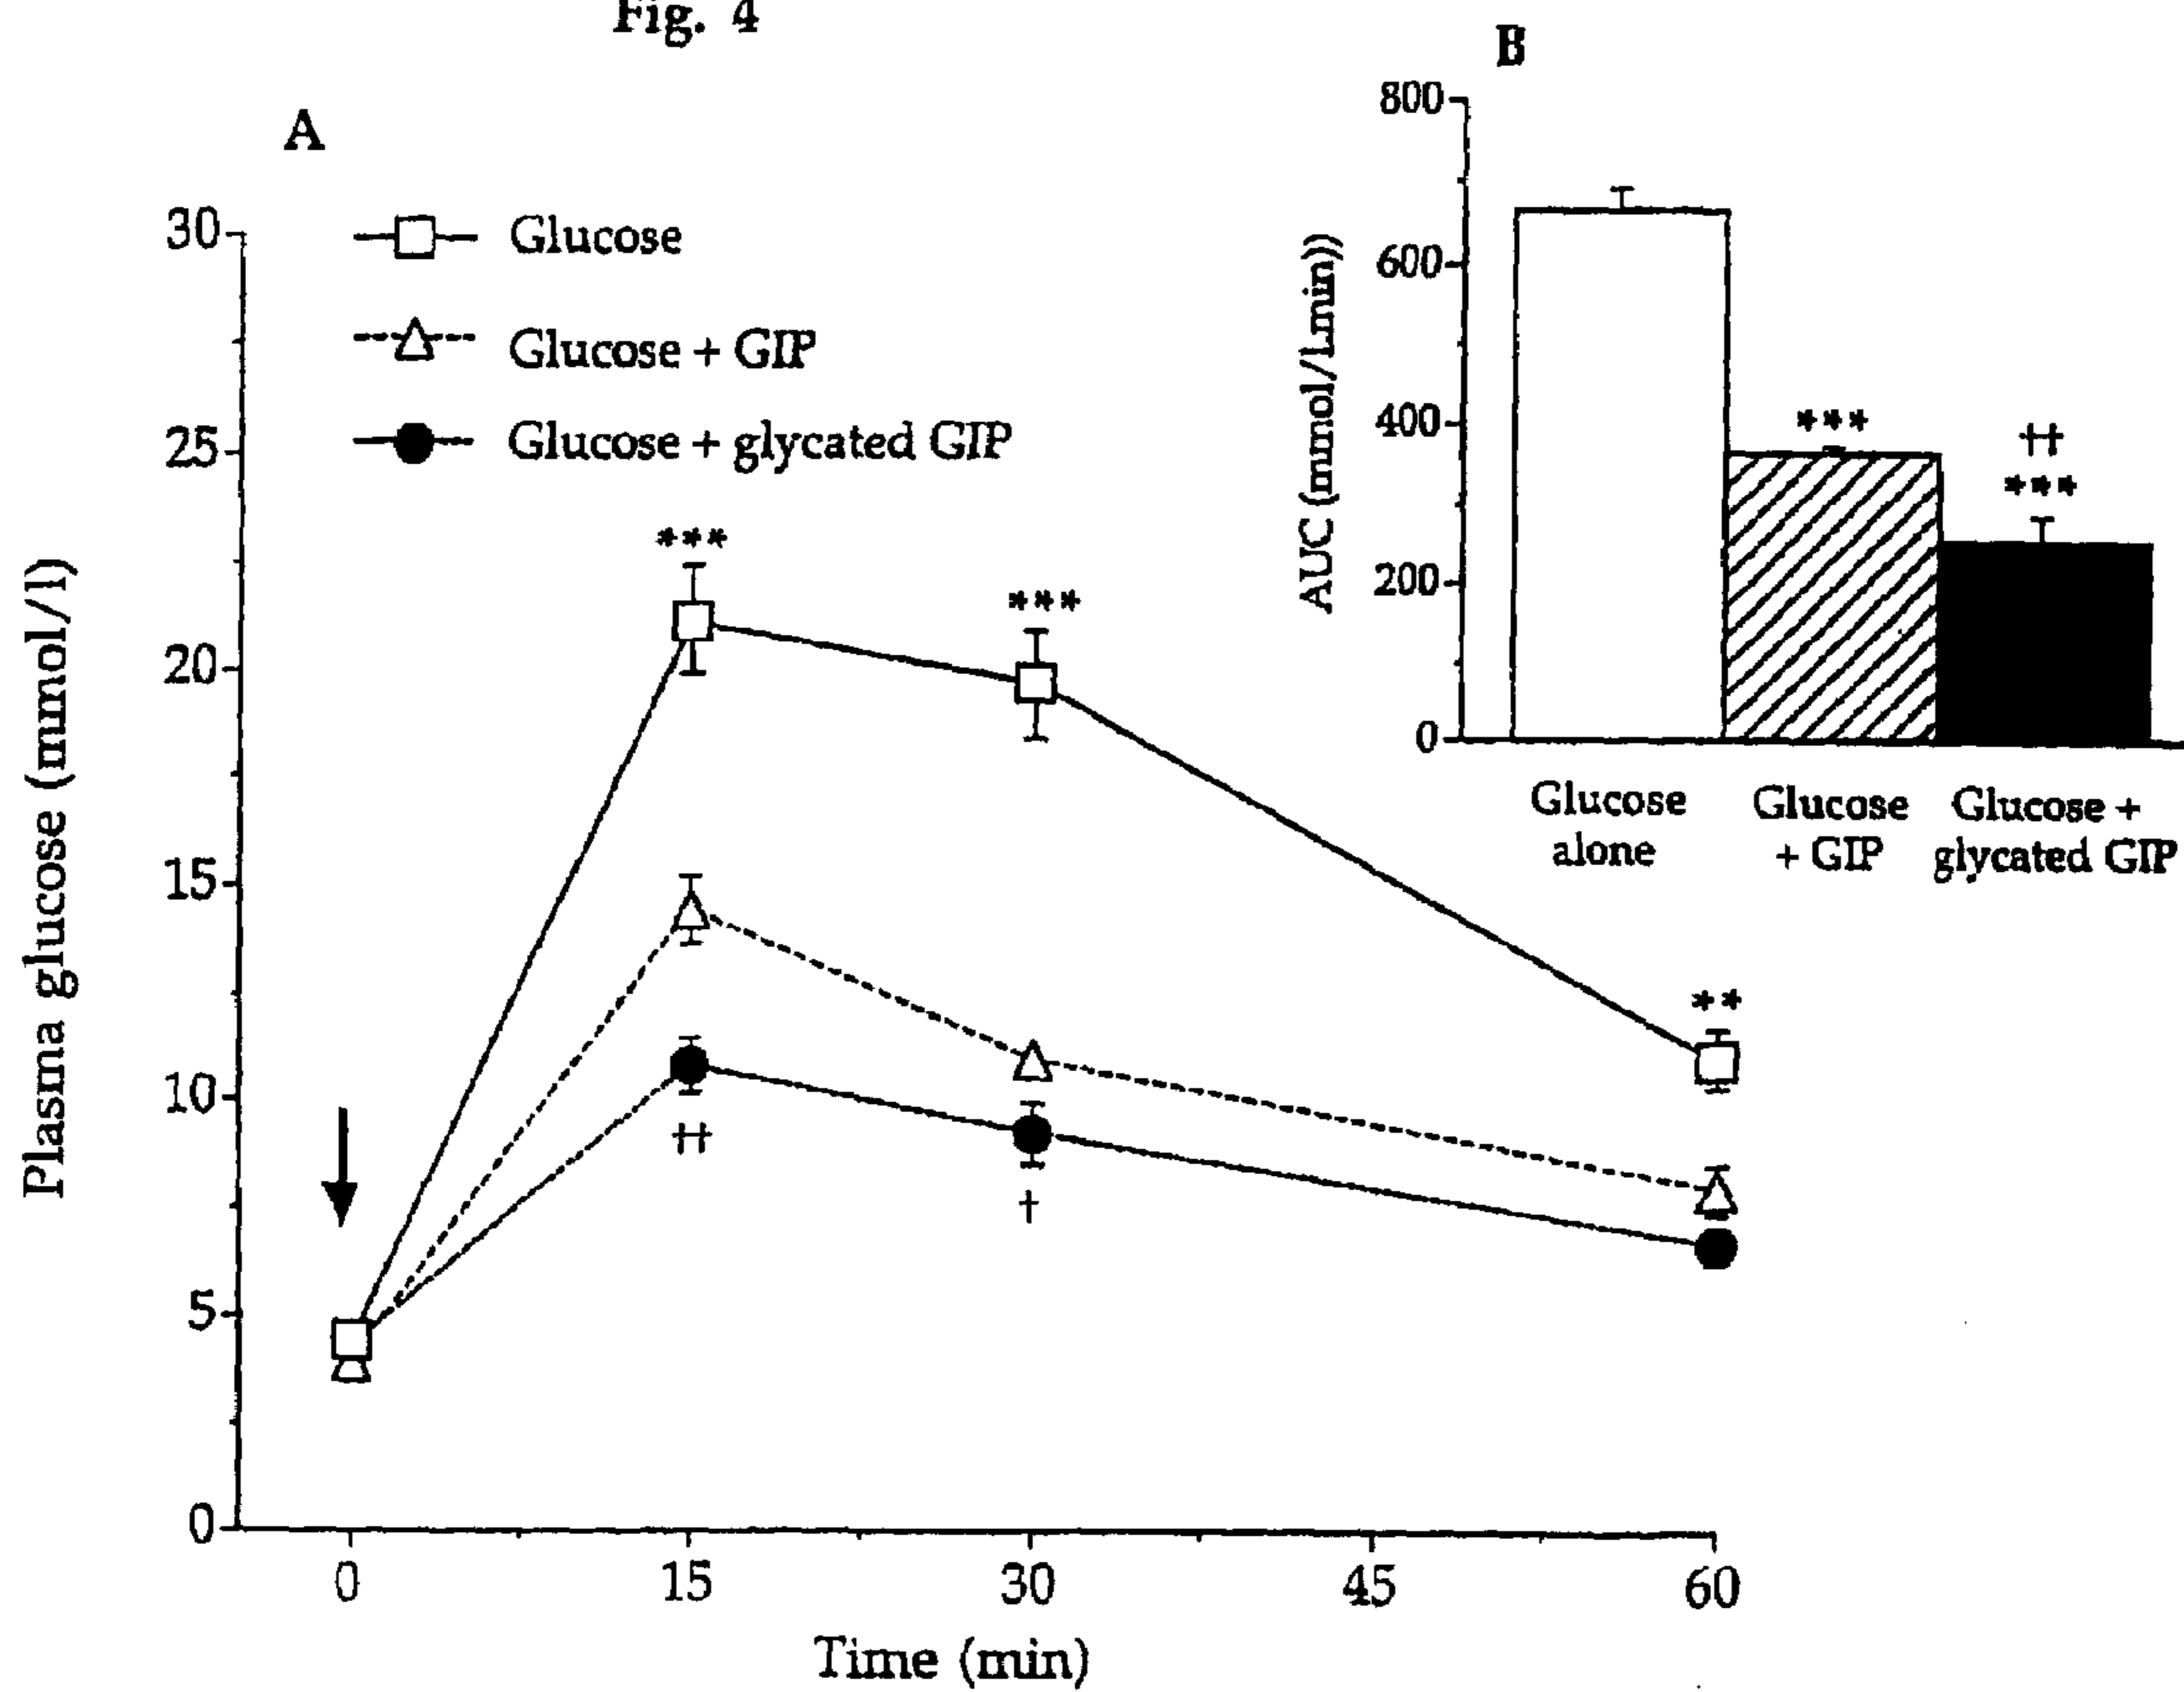 Fig. 4
A
Glucose
Glucose + GIP
Glucose + glycated GIP
Plasma glucose (mmol/l)
30
25
20
15
10
5
0
***
***
**
††
†
0 15 30 45 60
Time (min)
B
AUC (mmol/Lmin))
800
600
400
200
0
***
††
***
Glucose alone
Glucose + GIP
Glucose + glycated GIP